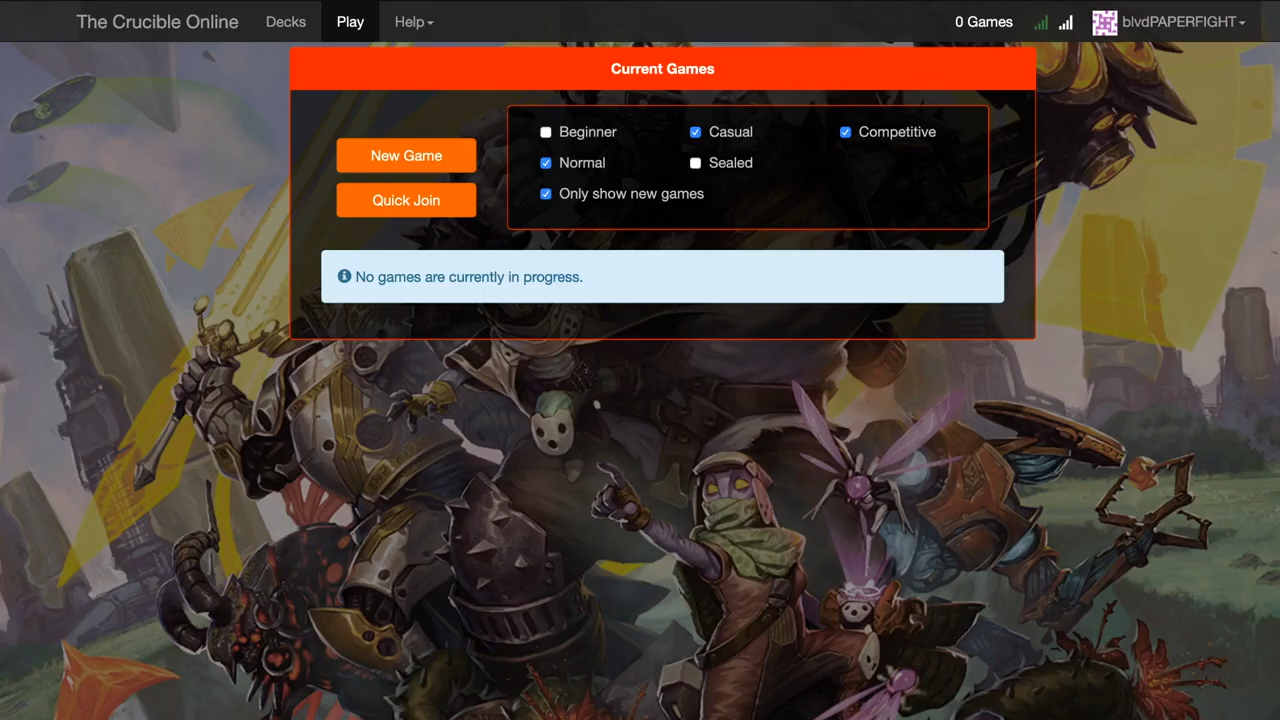 The Crucible Online Decks Play Help 0 Games blvdPAPERFIGHT
Current Games
Beginner Casual Competitive
New Game
Normal Sealed
Quick Join
Only show new games
No games are currently in progress.